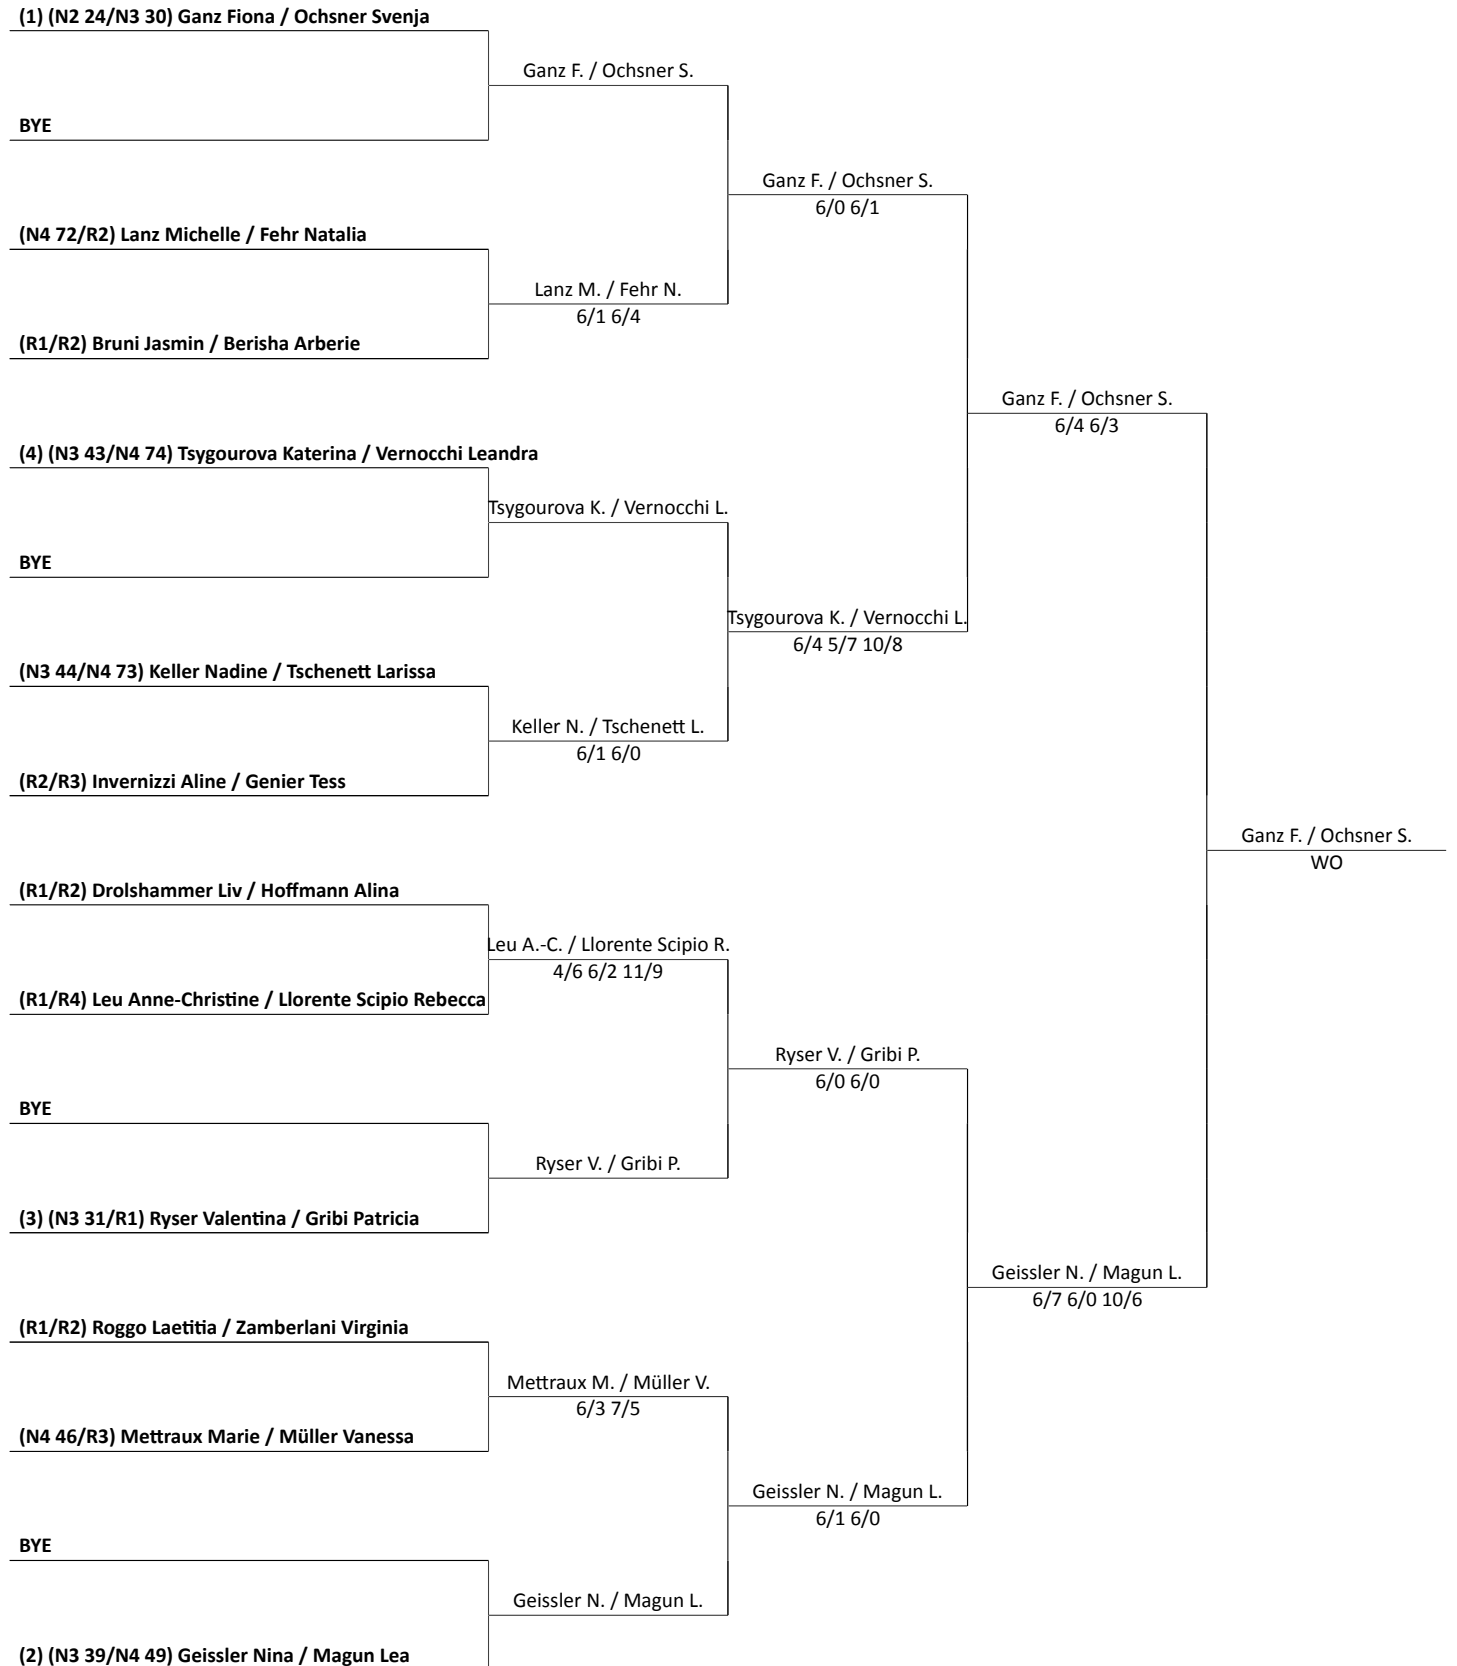 (1) (N2 24/N3 30) Ganz Fiona / Ochsner Svenja
Ganz F. / Ochsner S.
BYE
Ganz F. / Ochsner S.
6/0 6/1
(N4 72/R2) Lanz Michelle / Fehr Natalia
Lanz M. / Fehr N.
6/1 6/4
(R1/R2) Bruni Jasmin / Berisha Arberie
Ganz F. / Ochsner S.
6/4 6/3
(4) (N3 43/N4 74) Tsygourova Katerina / Vernocchi Leandra
Tsygourova K. / Vernocchi L.
BYE
Tsygourova K. / Vernocchi L.
6/4 5/7 10/8
(N3 44/N4 73) Keller Nadine / Tschenett Larissa
Keller N. / Tschenett L.
6/1 6/0
(R2/R3) Invernizzi Aline / Genier Tess
Ganz F. / Ochsner S.
WO
(R1/R2) Drolshammer Liv / Hoffmann Alina
Leu A.-C. / Llorente Scipio R.
4/6 6/2 11/9
(R1/R4) Leu Anne-Christine / Llorente Scipio Rebecca
Ryser V. / Gribi P.
6/0 6/0
BYE
Ryser V. / Gribi P.
(3) (N3 31/R1) Ryser Valentina / Gribi Patricia
Geissler N. / Magun L.
6/7 6/0 10/6
(R1/R2) Roggo Laetitia / Zamberlani Virginia
Mettraux M. / Müller V.
6/3 7/5
(N4 46/R3) Mettraux Marie / Müller Vanessa
Geissler N. / Magun L.
6/1 6/0
BYE
Geissler N. / Magun L.
(2) (N3 39/N4 49) Geissler Nina / Magun Lea